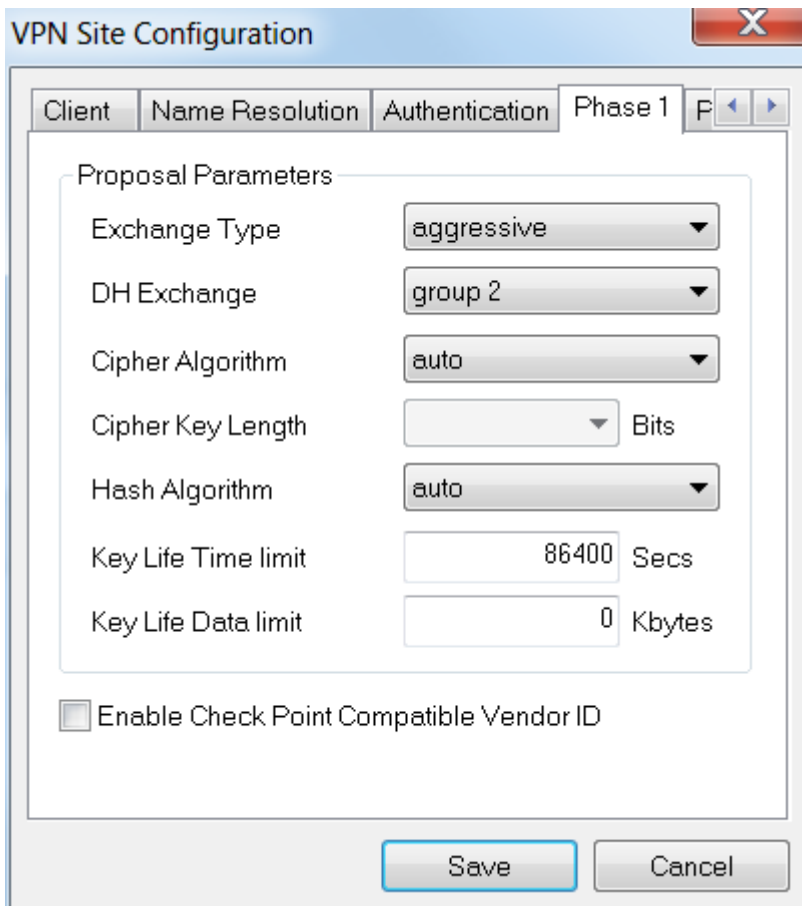 VPN Site Configuration
Client Name Resolution Authentication Phase 1 P
Proposal Parameters
Exchange Type aggressive
DH Exchange group 2
Cipher Algorithm auto
Cipher Key Length Bits
Hash Algorithm auto
Key Life Time limit 86400 Secs
Key Life Data limit 0 Kbytes
Enable Check Point Compatible Vendor ID
Save Cancel